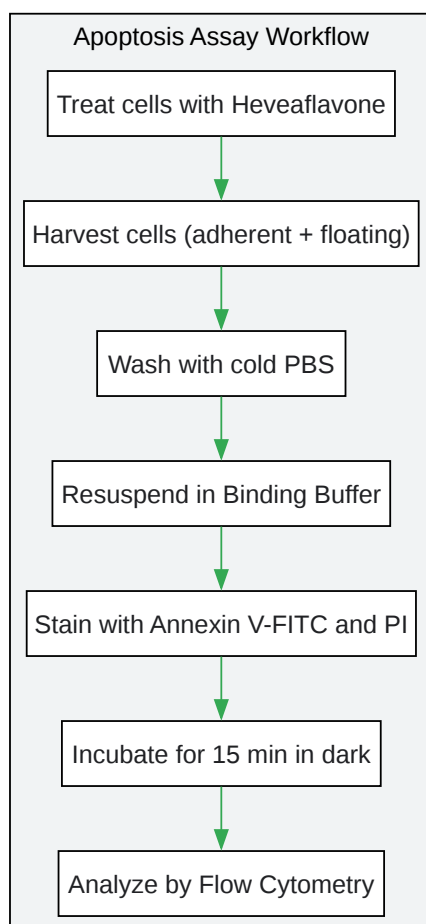 Apoptosis Assay Workflow
Treat cells with Heveaflavone
Harvest cells (adherent + floating)
Wash with cold PBS
Resuspend in Binding Buffer
Stain with Annexin V-FITC and PI
Incubate for 15 min in dark
Analyze by Flow Cytometry